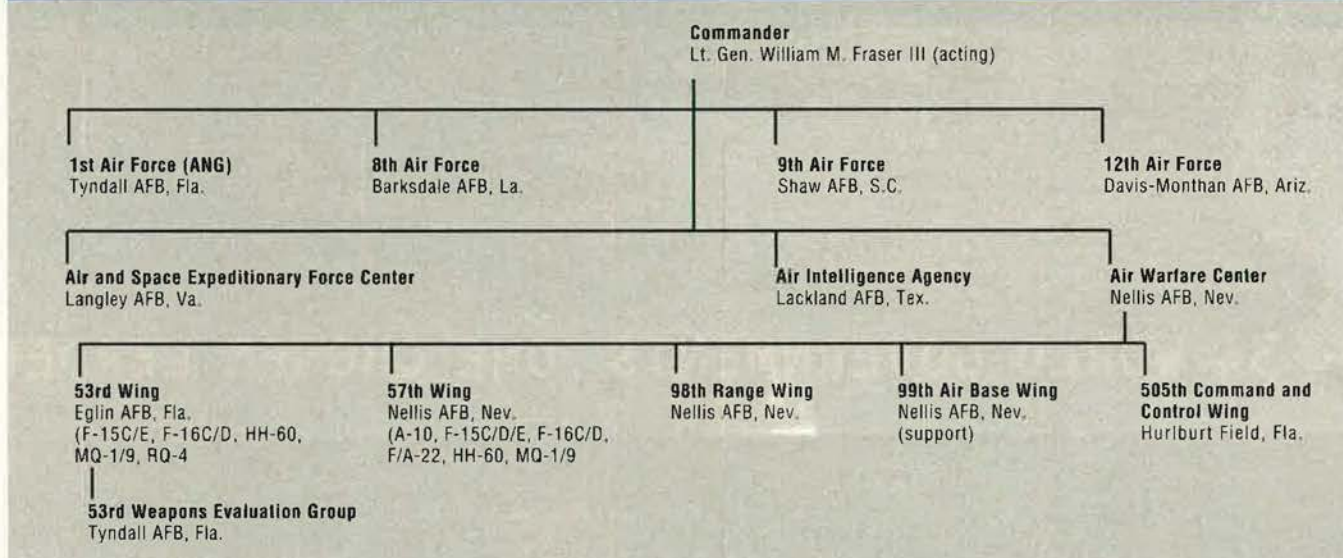 Commander
Lt. Gen. William M. Fraser III (acting)
1st Air Force (ANG)
Tyndall AFB, Fla.
8th Air Force
Barksdale AFB, La.
9th Air Force
Shaw AFB, S.C.
12th Air Force
Davis-Monthan AFB, Ariz.
Air and Space Expeditionary Force Center
Langley AFB, Va.
Air Intelligence Agency
Lackland AFB, Tex.
Air Warfare Center
Nellis AFB, Nev.
53rd Wing
Eglin AFB, Fla.
(F-15C/E, F-16C/D, HH-60,
MQ-1/9, RQ-4
57th Wing
Nellis AFB, Nev.
(A-10, F-15C/D/E, F-16C/D,
F/A-22, HH-60, MQ-1/9
98th Range Wing
Nellis AFB, Nev.
99th Air Base Wing
Nellis AFB, Nev.
(support)
505th Command and
Control Wing
Hurlburt Field, Fla.
53rd Weapons Evaluation Group
Tyndall AFB, Fla.